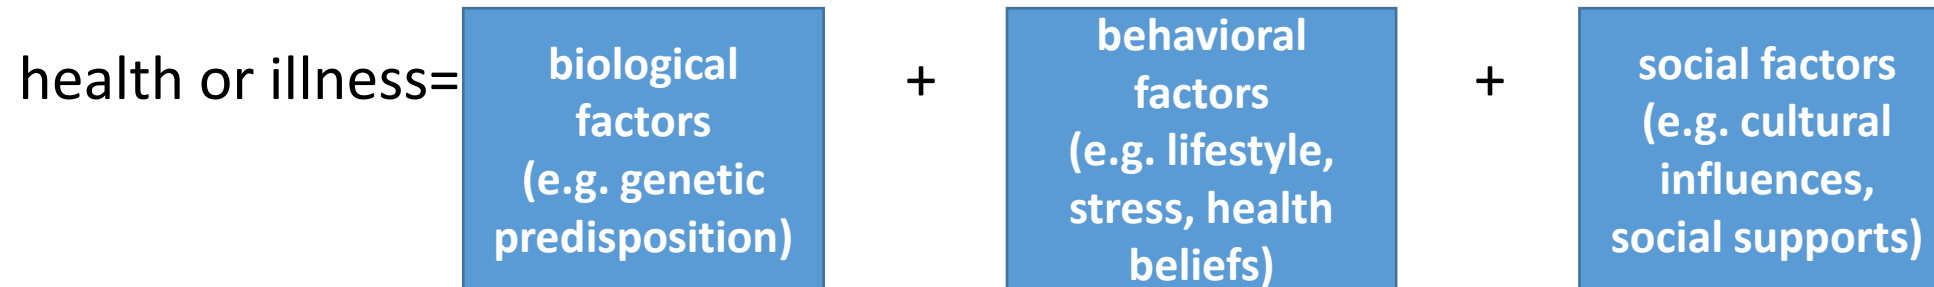 health or illness=
biological
factors
(e.g. genetic
predisposition)
+
behavioral
factors
(e.g. lifestyle,
stress, health
beliefs)
+
social factors
(e.g. cultural
influences,
social supports)